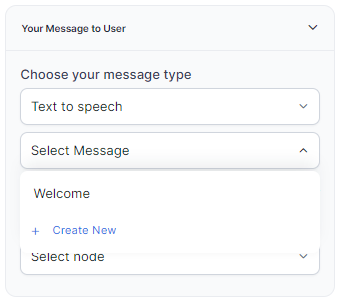 Your Message to User
Choose your message type
Text to speech
Select Message
Welcome
+ Create New
Select node